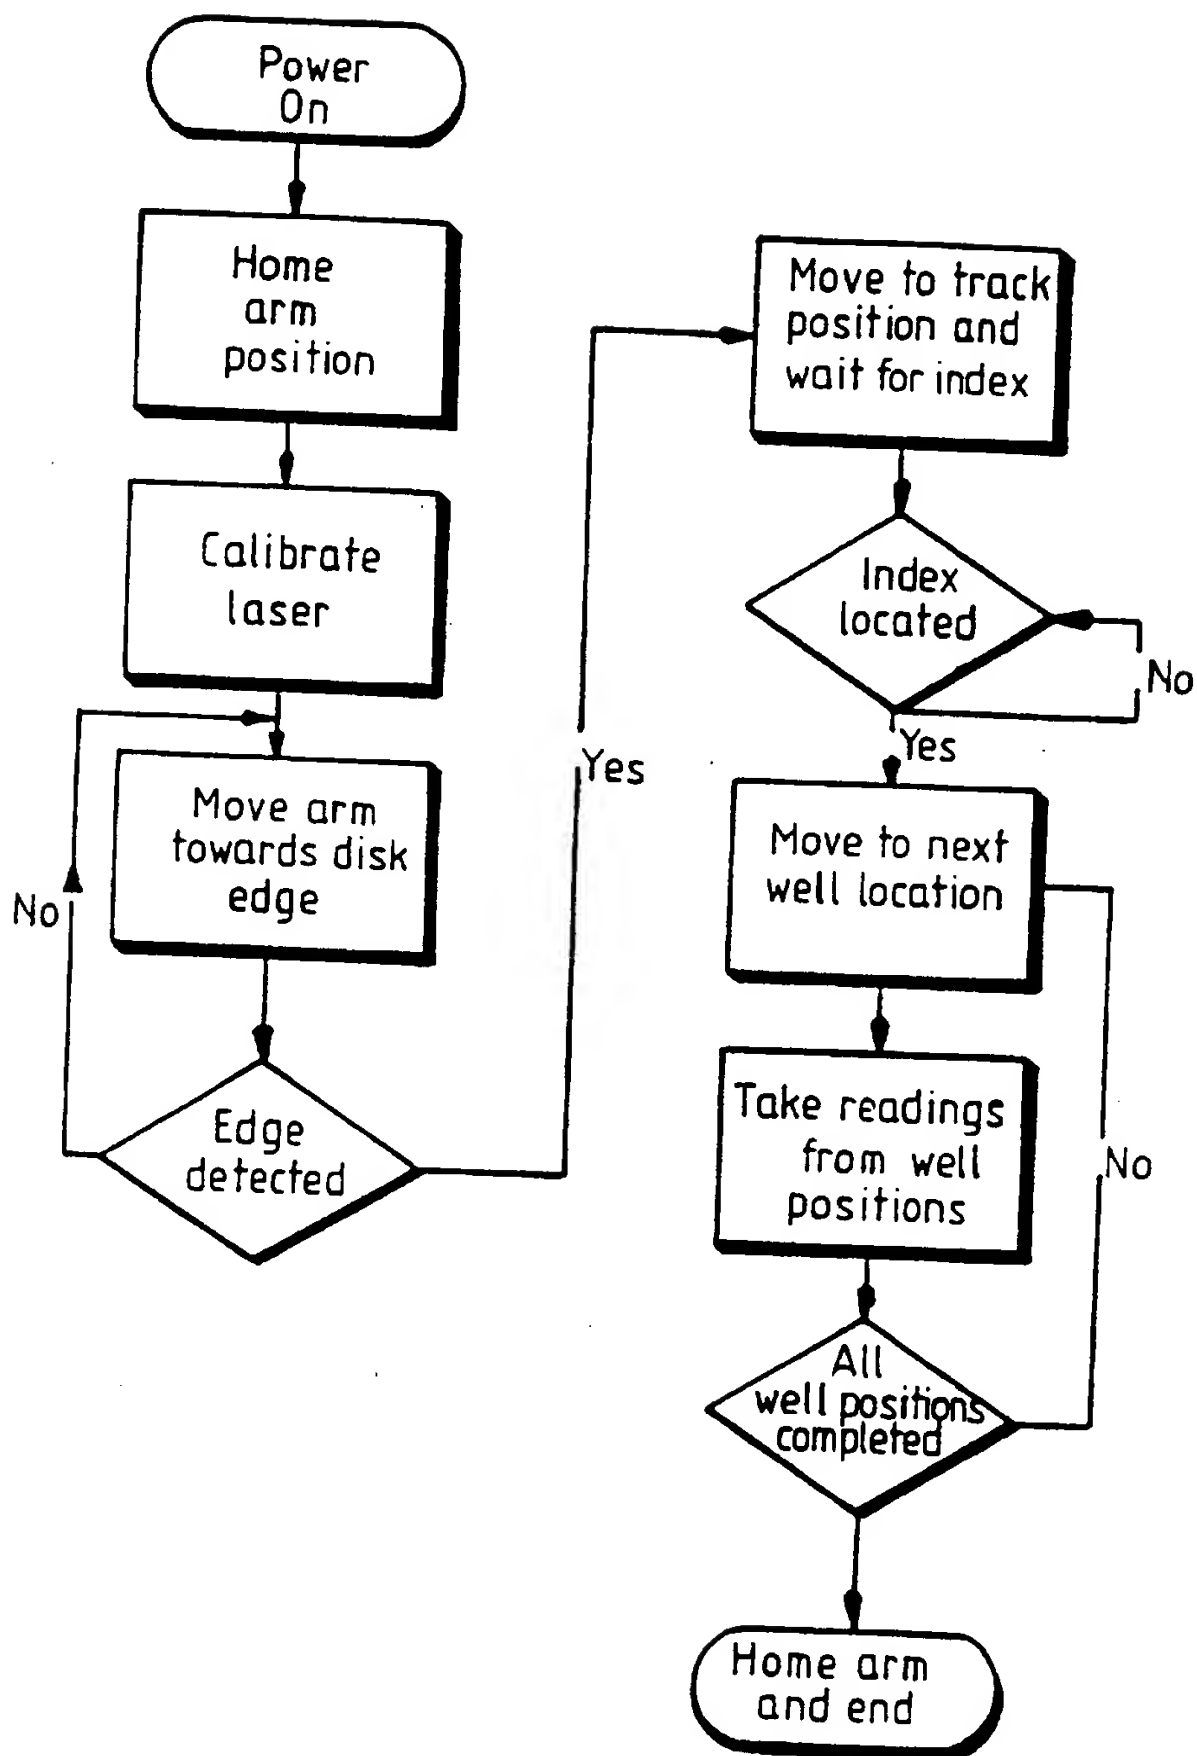 Power
On
Home
arm
position
Calibrate
laser
Move arm
towards disk
edge
No
Edge
detected
Yes
Move to track
position and
wait for index
Index
located
No
Yes
Move to next
well location
Take readings
from well
positions
No
All
well positions
completed
Home arm
and end